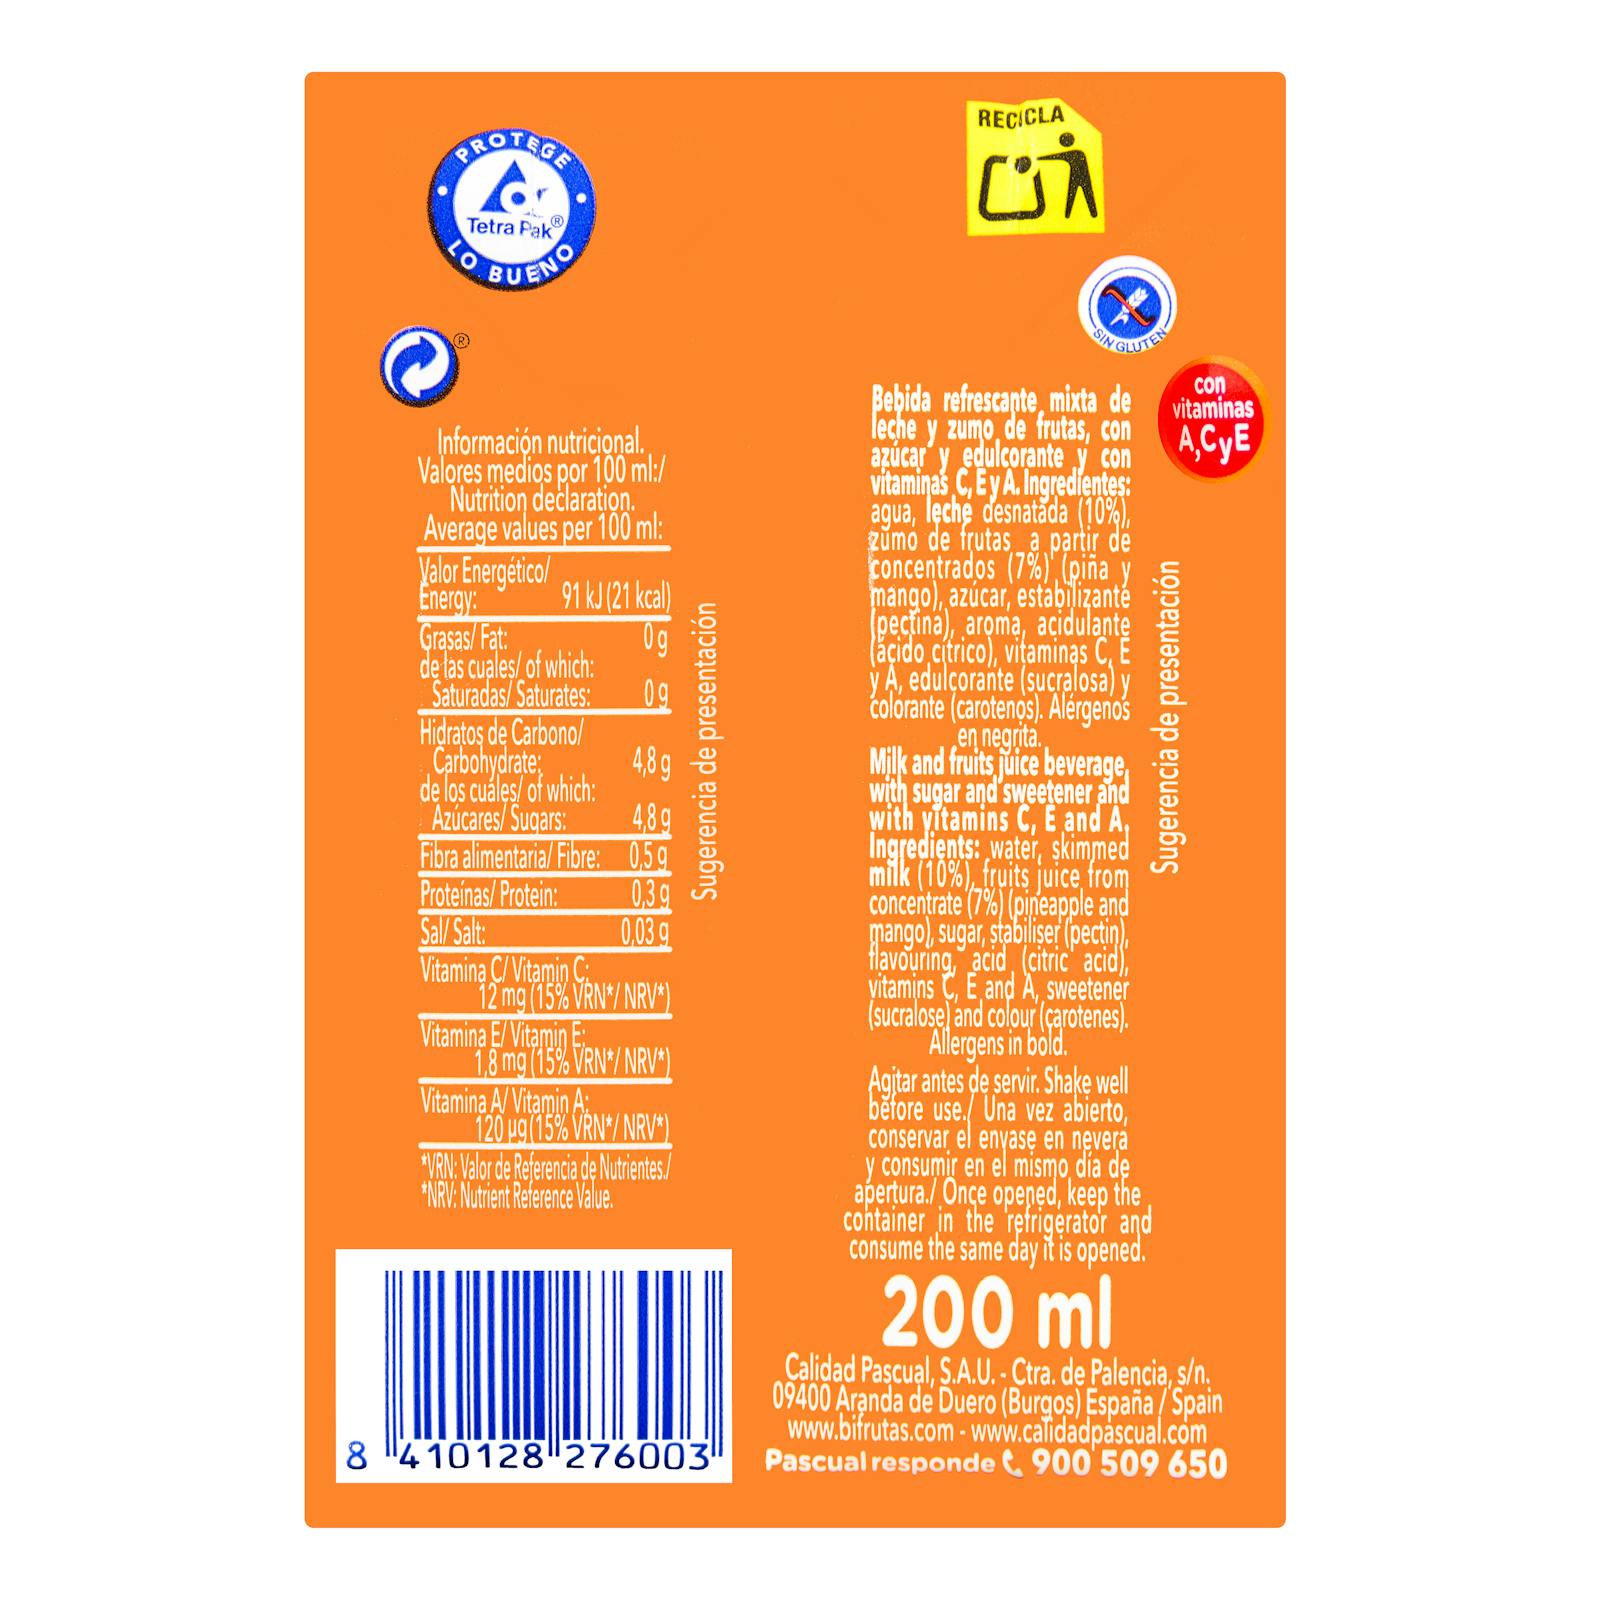 PROTEGE
Tetra Pak®
LO BUENO
®
Información nutricional.
Valores medios por 100 ml:/
Nutrition declaration.
Average values per 100 ml:
Valor Energético/
Energy: 91 kJ (21 kcal)
Grasas/ Fat: 0 g
de las cuales/ of which:
Saturadas/ Saturates: 0 g
Hidratos de Carbono/
Carbohydrate: 4,8 g
de los cuales/ of which:
Azúcares/ Sugars: 4,8 g
Fibra alimentaria/ Fibre: 0,5 g
Proteínas/ Protein: 0,3 g
Sal/ Salt: 0,03 g
Vitamina C/ Vitamin C:
12 mg (15% VRN*/ NRV*)
Vitamina E/ Vitamin E:
1,8 mg (15% VRN*/ NRV*)
Vitamina A/ Vitamin A:
120 µg (15% VRN*/ NRV*)
*VRN: Valor de Referencia de Nutrientes./
*NRV: Nutrient Reference Value.
Sugerencia de presentación
8 410128 276003
RECICLA
SIN GLUTEN
con
vitaminas
A,CyE
Bebida refrescante mixta de
leche y zumo de frutas, con
azúcar y edulcorante y con
vitaminas C, E y A. Ingredientes:
agua, leche desnatada (10%),
zumo de frutas a partir de
concentrados (7%) (piña y
mango), azúcar, estabilizante
(pectina), aroma, acidulante
(ácido cítrico), vitaminas C, E
y A, edulcorante (sucralosa) y
colorante (carotenos). Alérgenos
en negrita.
Milk and fruits juice beverage,
with sugar and sweetener and
with vitamins C, E and A.
Ingredients: water, skimmed
milk (10%), fruits juice from
concentrate (7%) (pineapple and
mango), sugar, stabiliser (pectin),
flavouring, acid (citric acid),
vitamins C, E and A, sweetener
(sucralose) and colour (carotenes).
Allergens in bold.
Agitar antes de servir. Shake well
before use./ Una vez abierto,
conservar el envase en nevera
y consumir en el mismo día de
apertura./ Once opened, keep the
container in the refrigerator and
consume the same day it is opened.
Sugerencia de presentación
200 ml
Calidad Pascual, S.A.U. - Ctra. de Palencia, s/n.
09400 Aranda de Duero (Burgos) España / Spain
www.bifrutas.com - www.calidadpascual.com
Pascual responde 900 509 650